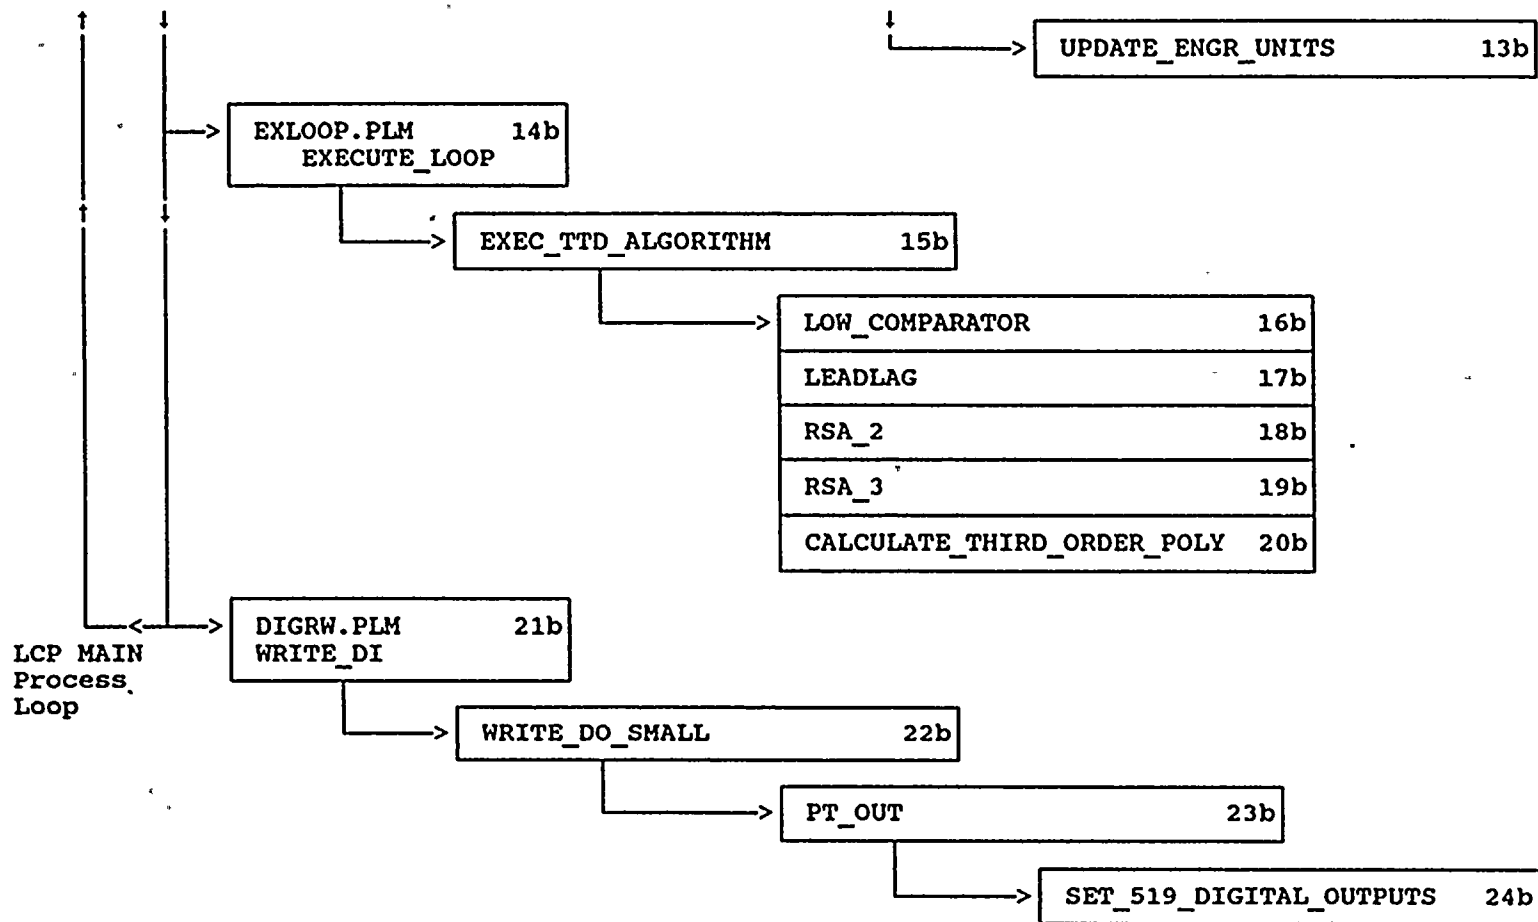 UPDATE_ENGR_UNITS 13b
EXLOOP.PLM 14b
EXECUTE_LOOP
EXEC_TTD_ALGORITHM 15b
LOW_COMPARATOR 16b
LEADLAG 17b
RSA_2 18b
RSA_3 19b
CALCULATE_THIRD_ORDER_POLY 20b
DIGRW.PLM 21b
WRITE_DI
LCP MAIN
Process
Loop
WRITE_DO_SMALL 22b
PT_OUT 23b
SET_519_DIGITAL_OUTPUTS 24b